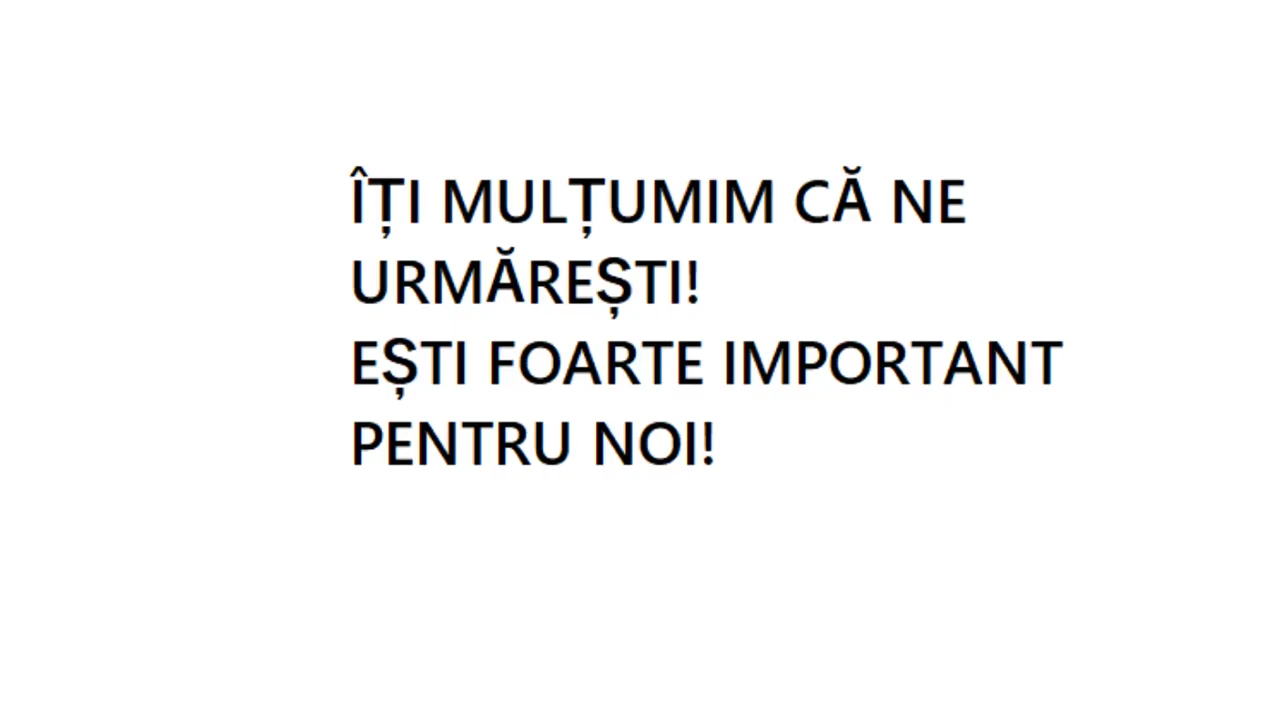 ÎȚI MULȚUMIM CĂ NE
URMĂREȘTI!
EȘTI FOARTE IMPORTANT
PENTRU NOI!